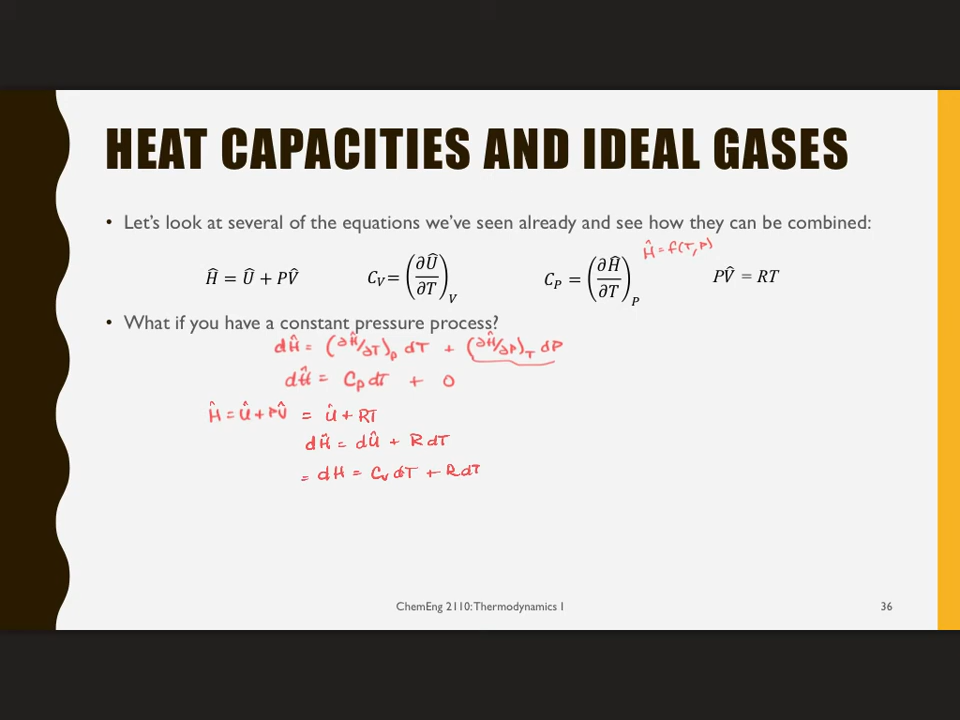 HEAT CAPACITIES AND IDEAL GASES
• Let's look at several of the equations we've seen already and see how they can be combined:
Ĥ = f(T, P)
Ĥ = Û + PV̂    C_V = (∂Û/∂T)_V    C_P = (∂Ĥ/∂T)_P    PV̂ = RT
• What if you have a constant pressure process?
dĤ = (∂Ĥ/∂T)_P dT + (∂Ĥ/∂P)_T dP
dĤ = C_P dT + 0
Ĥ = Û + PV̂ = Û + RT
dĤ = dÛ + R dT
= dH = C_V dT + R dT
ChemEng 2110: Thermodynamics I    36